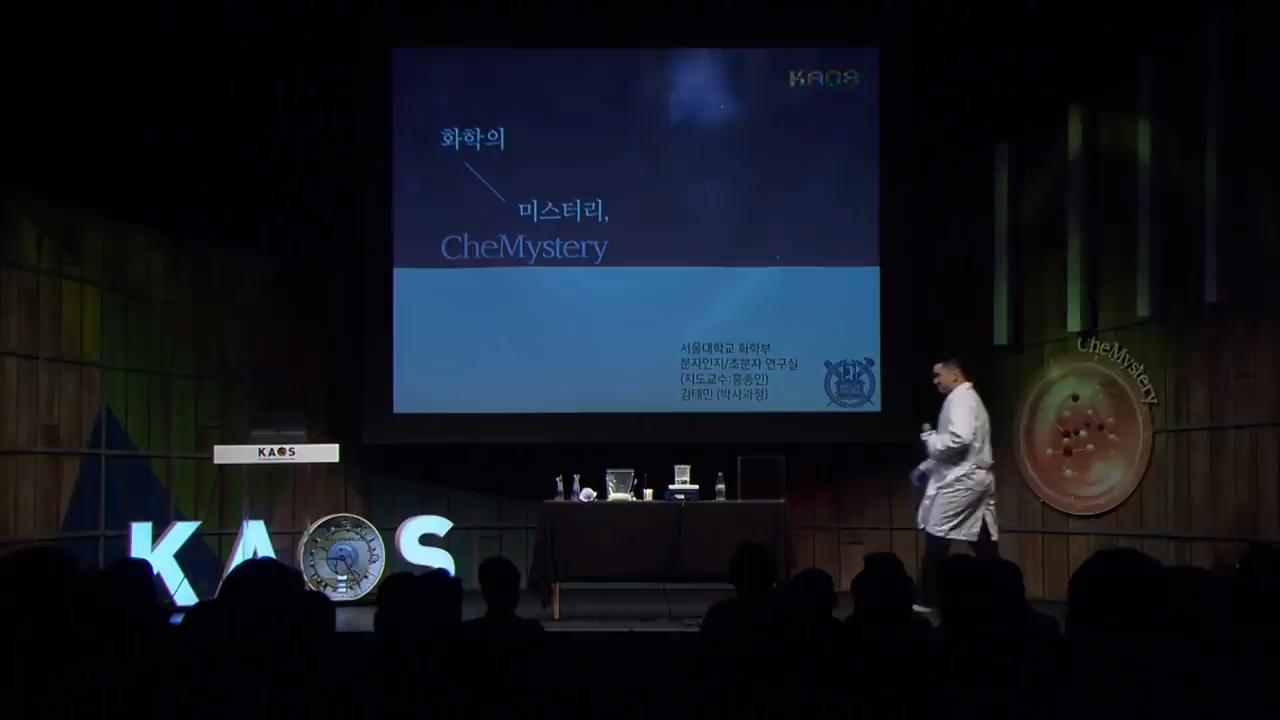 KAOS
화학의
미스터리,
CheMystery
서울대학교 화학부
분자인지/초분자 연구실
(지도교수:홍종인)
김태민 (박사과정)
CheMystery
KAOS
KAOS